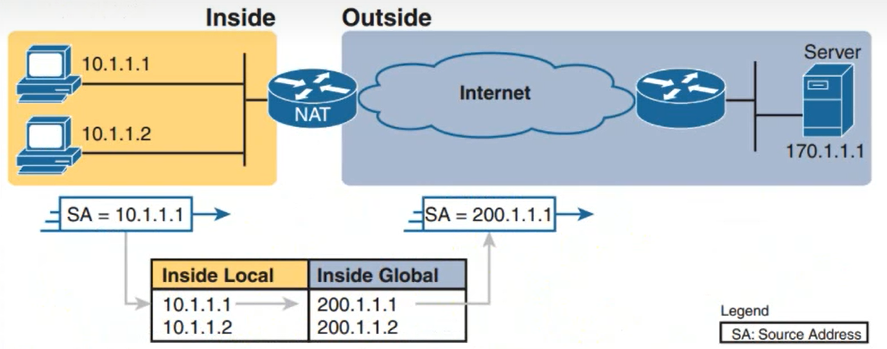 Inside
Outside
10.1.1.1
10.1.1.2
NAT
Internet
Server
170.1.1.1
SA = 10.1.1.1
SA = 200.1.1.1
Inside Local Inside Global
10.1.1.1 200.1.1.1
10.1.1.2 200.1.1.2
Legend
SA: Source Address